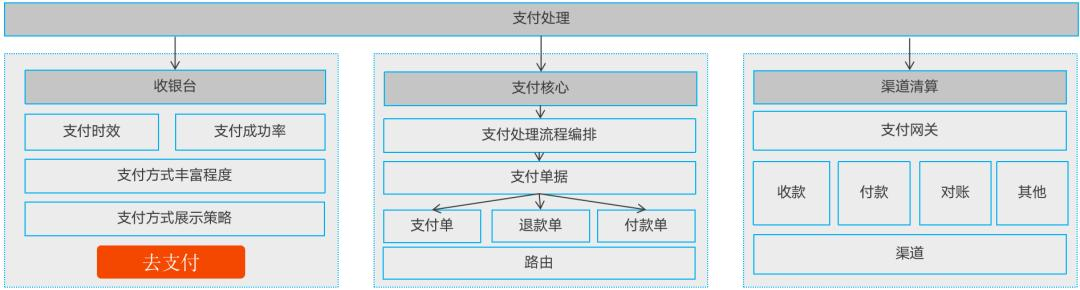 支付处理
收银台
支付时效
支付成功率
支付方式丰富程度
支付方式展示策略
去支付
支付核心
支付处理流程编排
支付单据
支付单
退款单
付款单
路由
渠道清算
支付网关
收款
付款
对账
其他
渠道